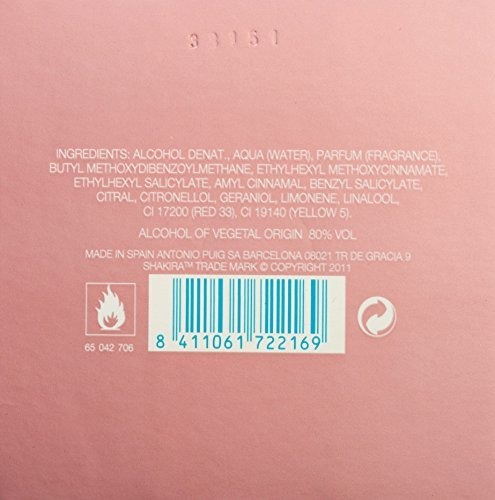 33151
INGREDIENTS: ALCOHOL DENAT., AQUA (WATER), PARFUM (FRAGRANCE),
BUTYL METHOXYDIBENZOYLMETHANE, ETHYLHEXYL METHOXYCINNAMATE,
ETHYLHEXYL SALICYLATE, AMYL CINNAMAL, BENZYL SALICYLATE,
CITRAL, CITRONELLOL, GERANIOL, LIMONENE, LINALOOL,
CI 17200 (RED 33), CI 19140 (YELLOW 5).
ALCOHOL OF VEGETAL ORIGIN 80% VOL
MADE IN SPAIN ANTONIO PUIG SA BARCELONA 08021 TR DE GRACIA 9
SHAKIRA™ TRADE MARK © COPYRIGHT 2011
8 411061 722169
65 042 706